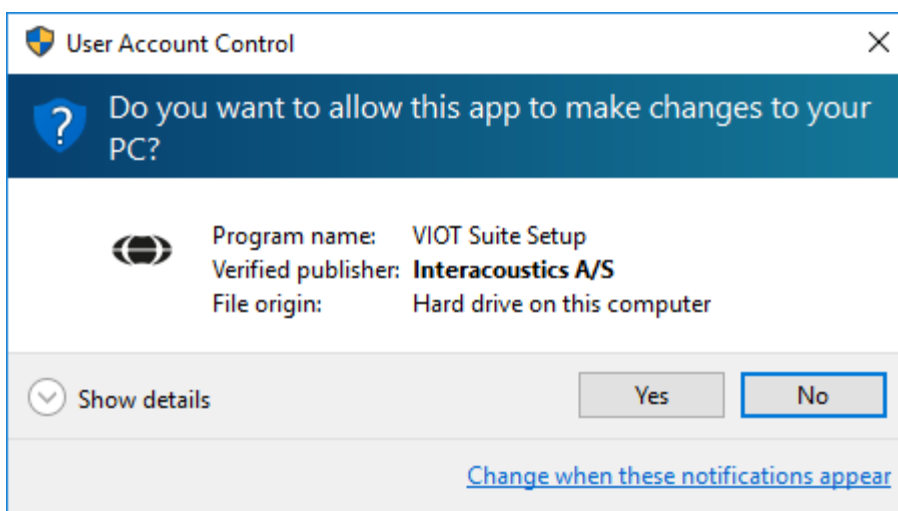 User Account Control
Do you want to allow this app to make changes to your
PC?
Program name: VIOT Suite Setup
Verified publisher: Interacoustics A/S
File origin: Hard drive on this computer
Show details
Yes
No
Change when these notifications appear